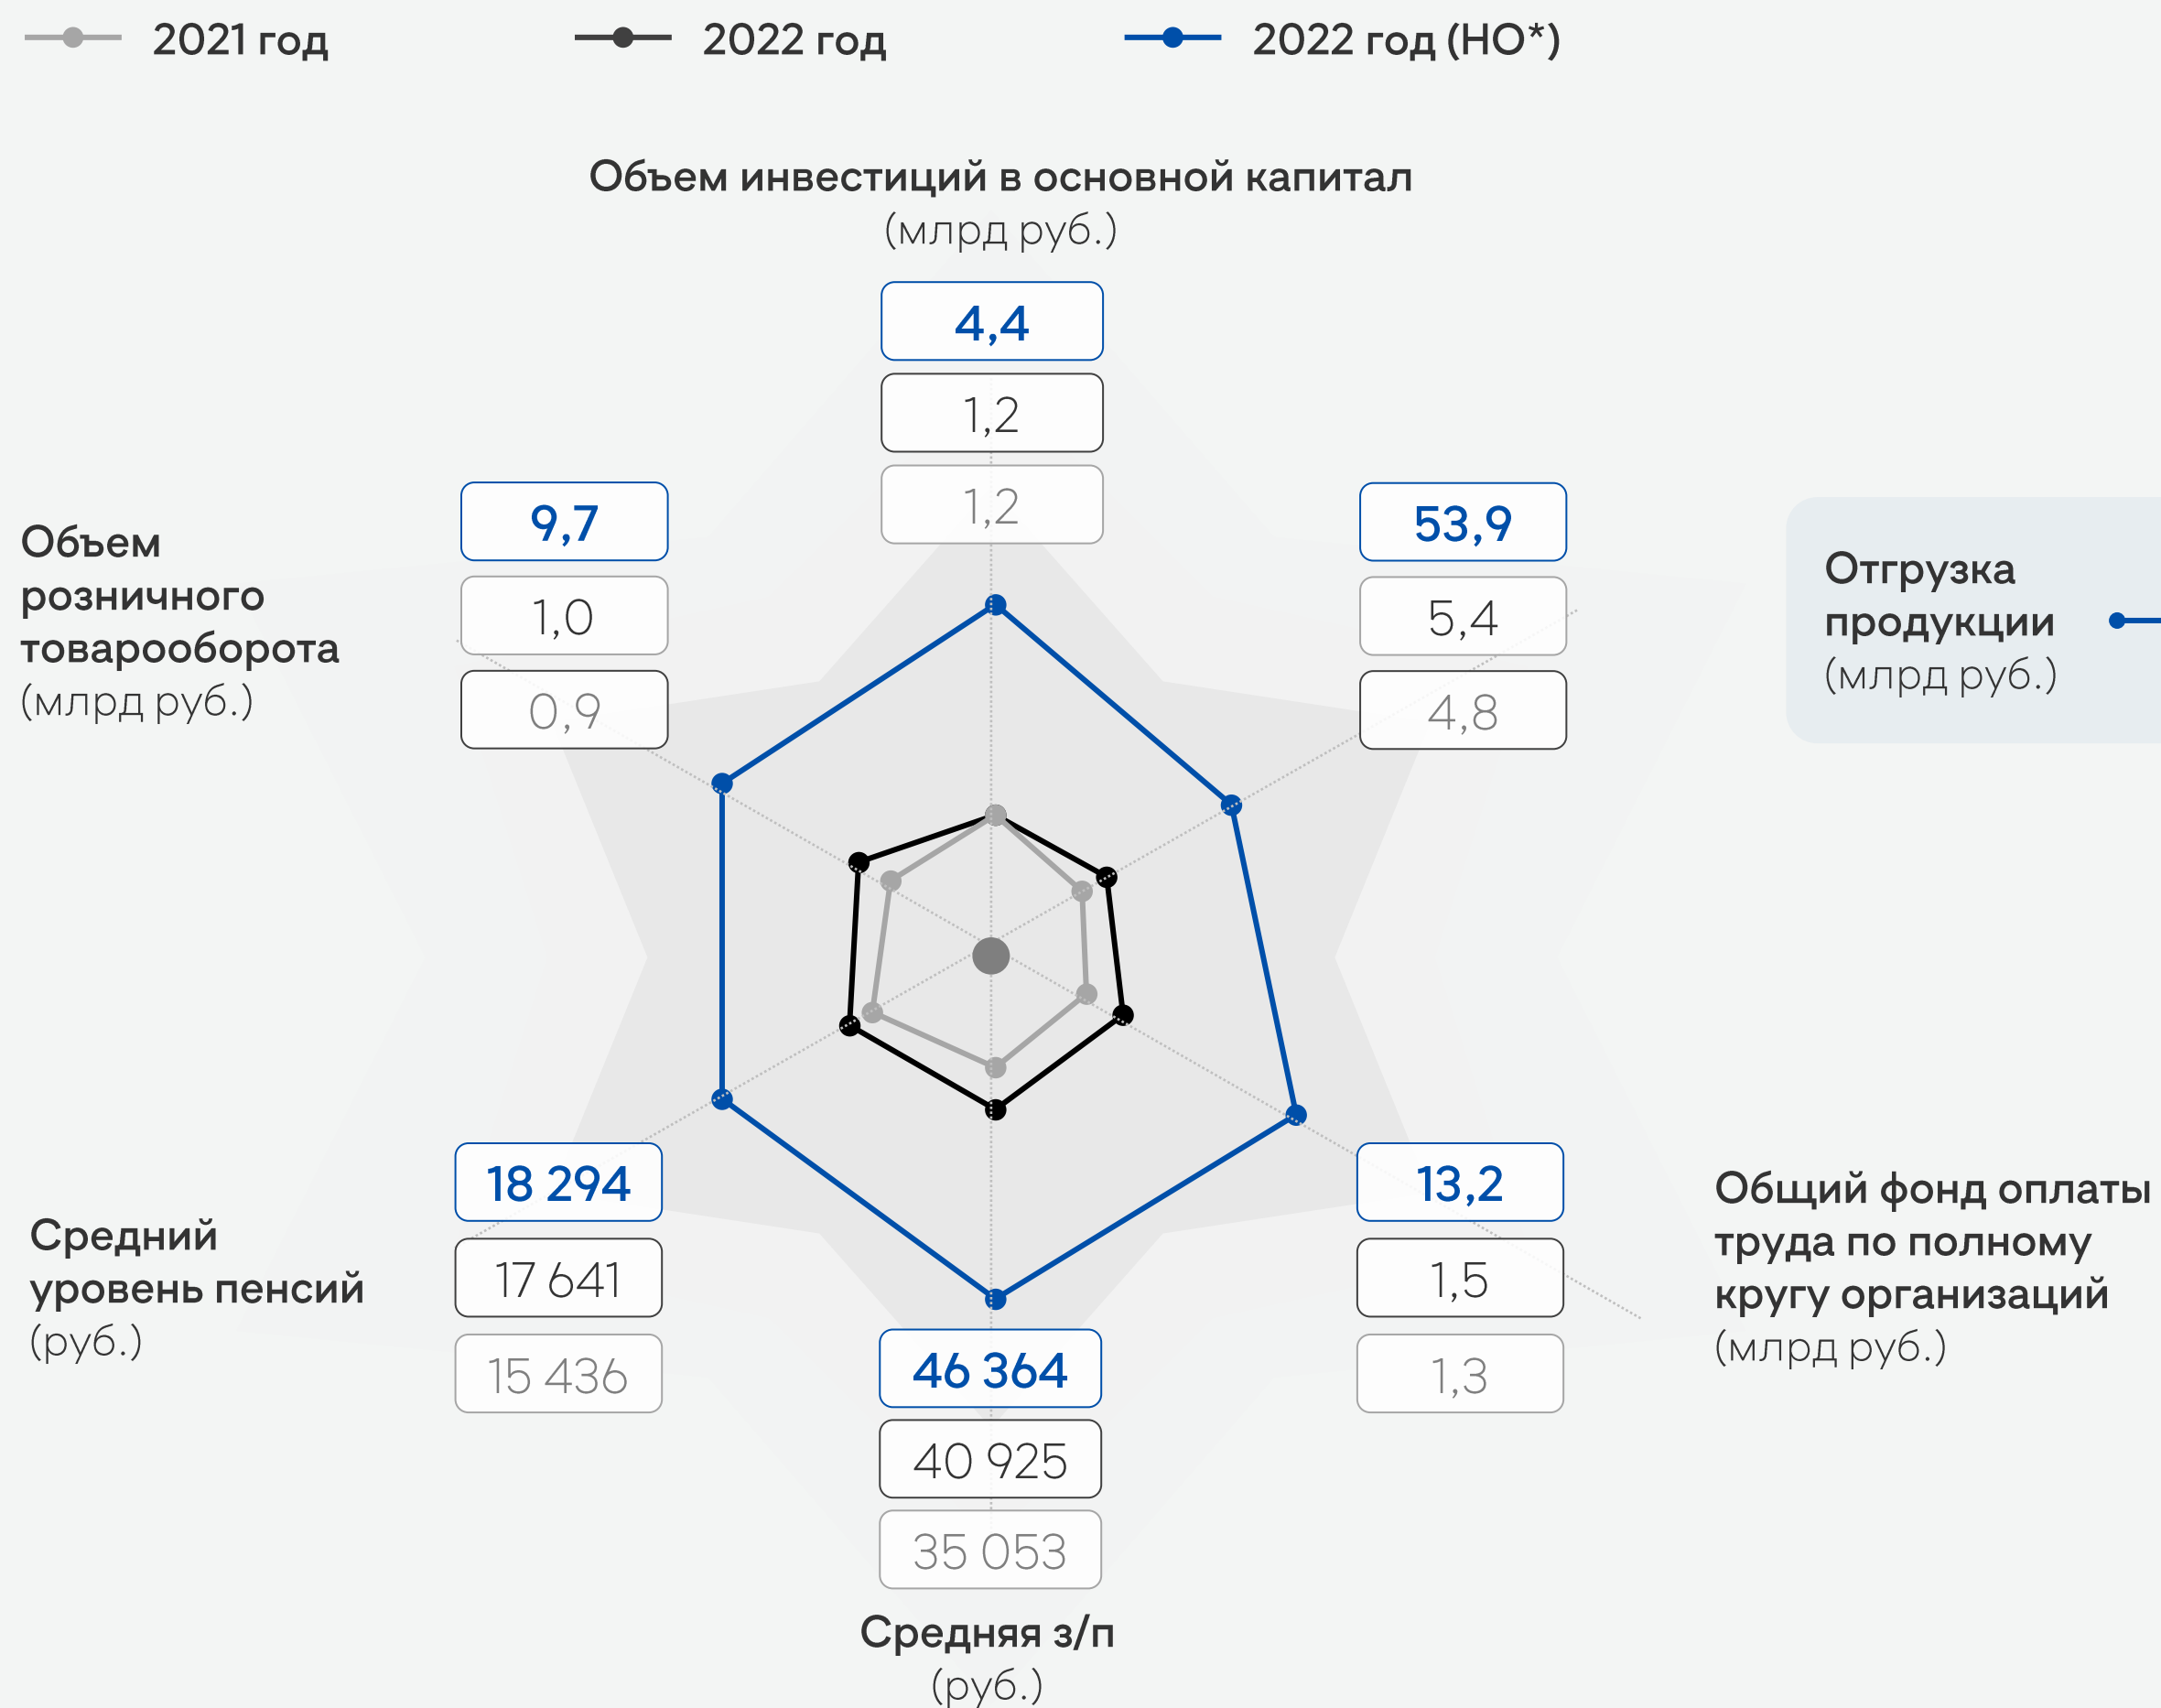 2021 год
2022 год
2022 год (НО*)
Объем инвестиций в основной капитал
(млрд руб.)
4,4
1,2
1,2
Объем
розничного
товарооборота
(млрд руб.)
9,7
1,0
0,9
53,9
5,4
4,8
Отгрузка
продукции
(млрд руб.)
Средний
уровень пенсий
(руб.)
18 294
17 641
15 436
46 364
40 925
35 053
Средняя з/п
(руб.)
13,2
1,5
1,3
Общий фонд оплаты
труда по полному
кругу организаций
(млрд руб.)